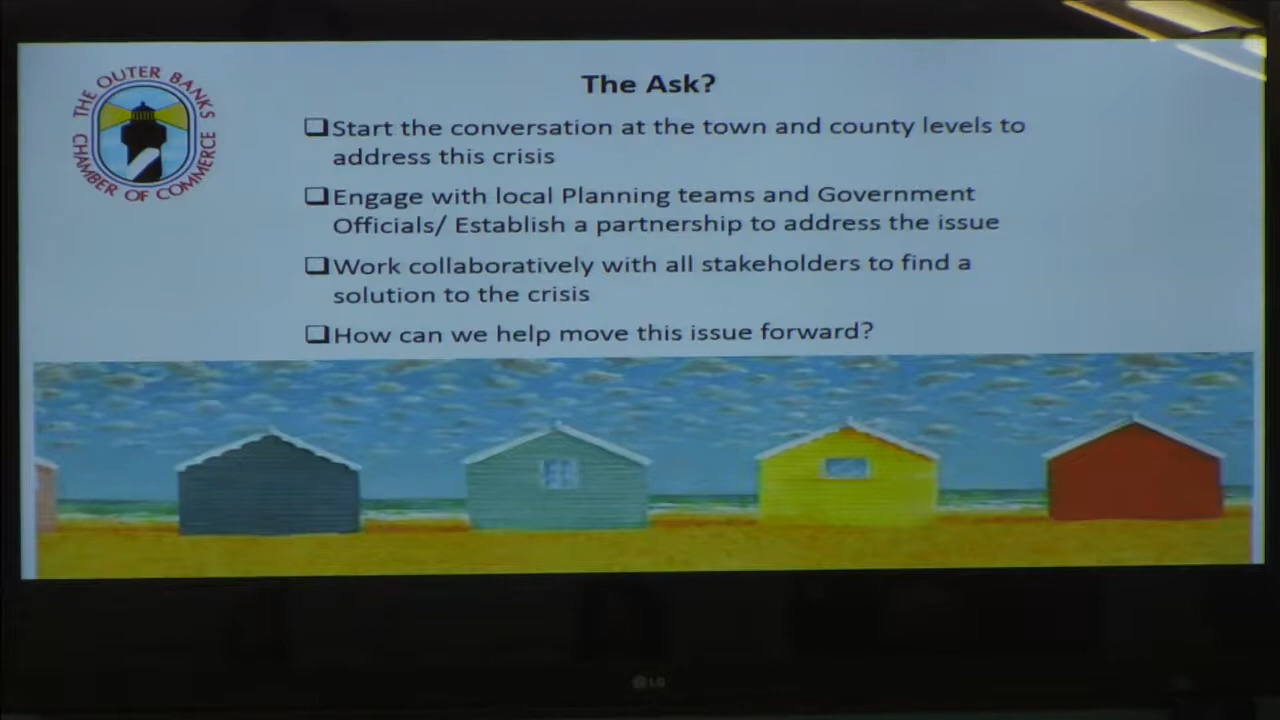 THE OUTER BANKS
CHAMBER OF COMMERCE
The Ask?
Start the conversation at the town and county levels to
address this crisis
Engage with local Planning teams and Government
Officials/ Establish a partnership to address the issue
Work collaboratively with all stakeholders to find a
solution to the crisis
How can we help move this issue forward?
LG